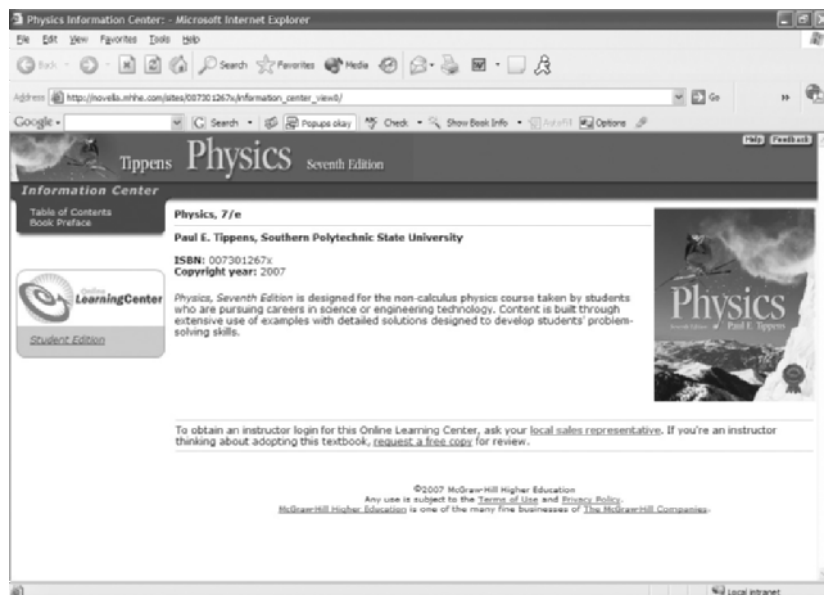 Physics Information Center: - Microsoft Internet Explorer
File Edit View Favorites Tools Help
Back Search Favorites Media
Address http://novella.mhhe.com/sites/007301267x/information_center_view0/ Go
Google Search Popups okay Check Show Book Info AutoFill Options
Help Feedback
Tippens Physics Seventh Edition
Information Center
Table of Contents
Book Preface
Online
LearningCenter
Student Edition
Physics, 7/e
Paul E. Tippens, Southern Polytechnic State University
ISBN: 007301267x
Copyright year: 2007
Physics, Seventh Edition is designed for the non-calculus physics course taken by students
who are pursuing careers in science or engineering technology. Content is built through
extensive use of examples with detailed solutions designed to develop students' problem-
solving skills.
Physics
Seventh Edition Paul E. Tippens
To obtain an instructor login for this Online Learning Center, ask your local sales representative. If you're an instructor
thinking about adopting this textbook, request a free copy for review.
©2007 McGraw-Hill Higher Education
Any use is subject to the Terms of Use and Privacy Policy.
McGraw-Hill Higher Education is one of the many fine businesses of The McGraw-Hill Companies.
Local intranet